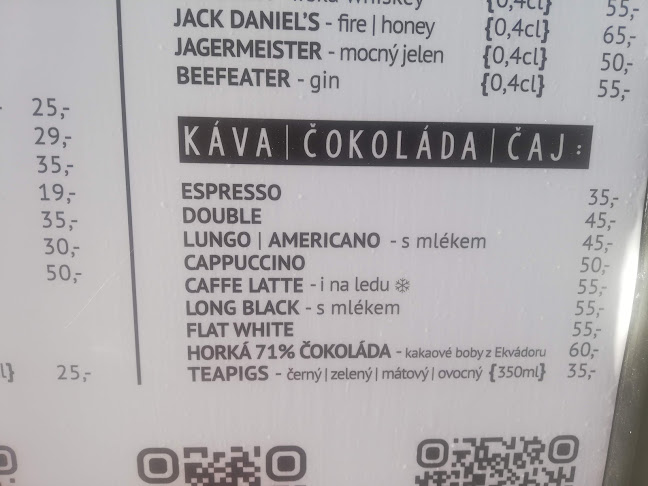 55,-
JACK DANIEL'S - fire | honey {0,4cl} 65,-
JAGERMEISTER - mocný jelen {0,4cl} 50,-
BEEFEATER - gin {0,4cl} 55,-
25,-
29,-
35,-
19,-
35,-
30,-
50,-
25,-
KÁVA | ČOKOLÁDA | ČAJ :
ESPRESSO 35,-
DOUBLE 45,-
LUNGO | AMERICANO - s mlékem 45,-
CAPPUCCINO 50,-
CAFFE LATTE - i na ledu ❄ 55,-
LONG BLACK - s mlékem 55,-
FLAT WHITE 55,-
HORKÁ 71% ČOKOLÁDA - kakaové boby z Ekvádoru 60,-
TEAPIGS - černý | zelený | mátový | ovocný {350ml} 35,-